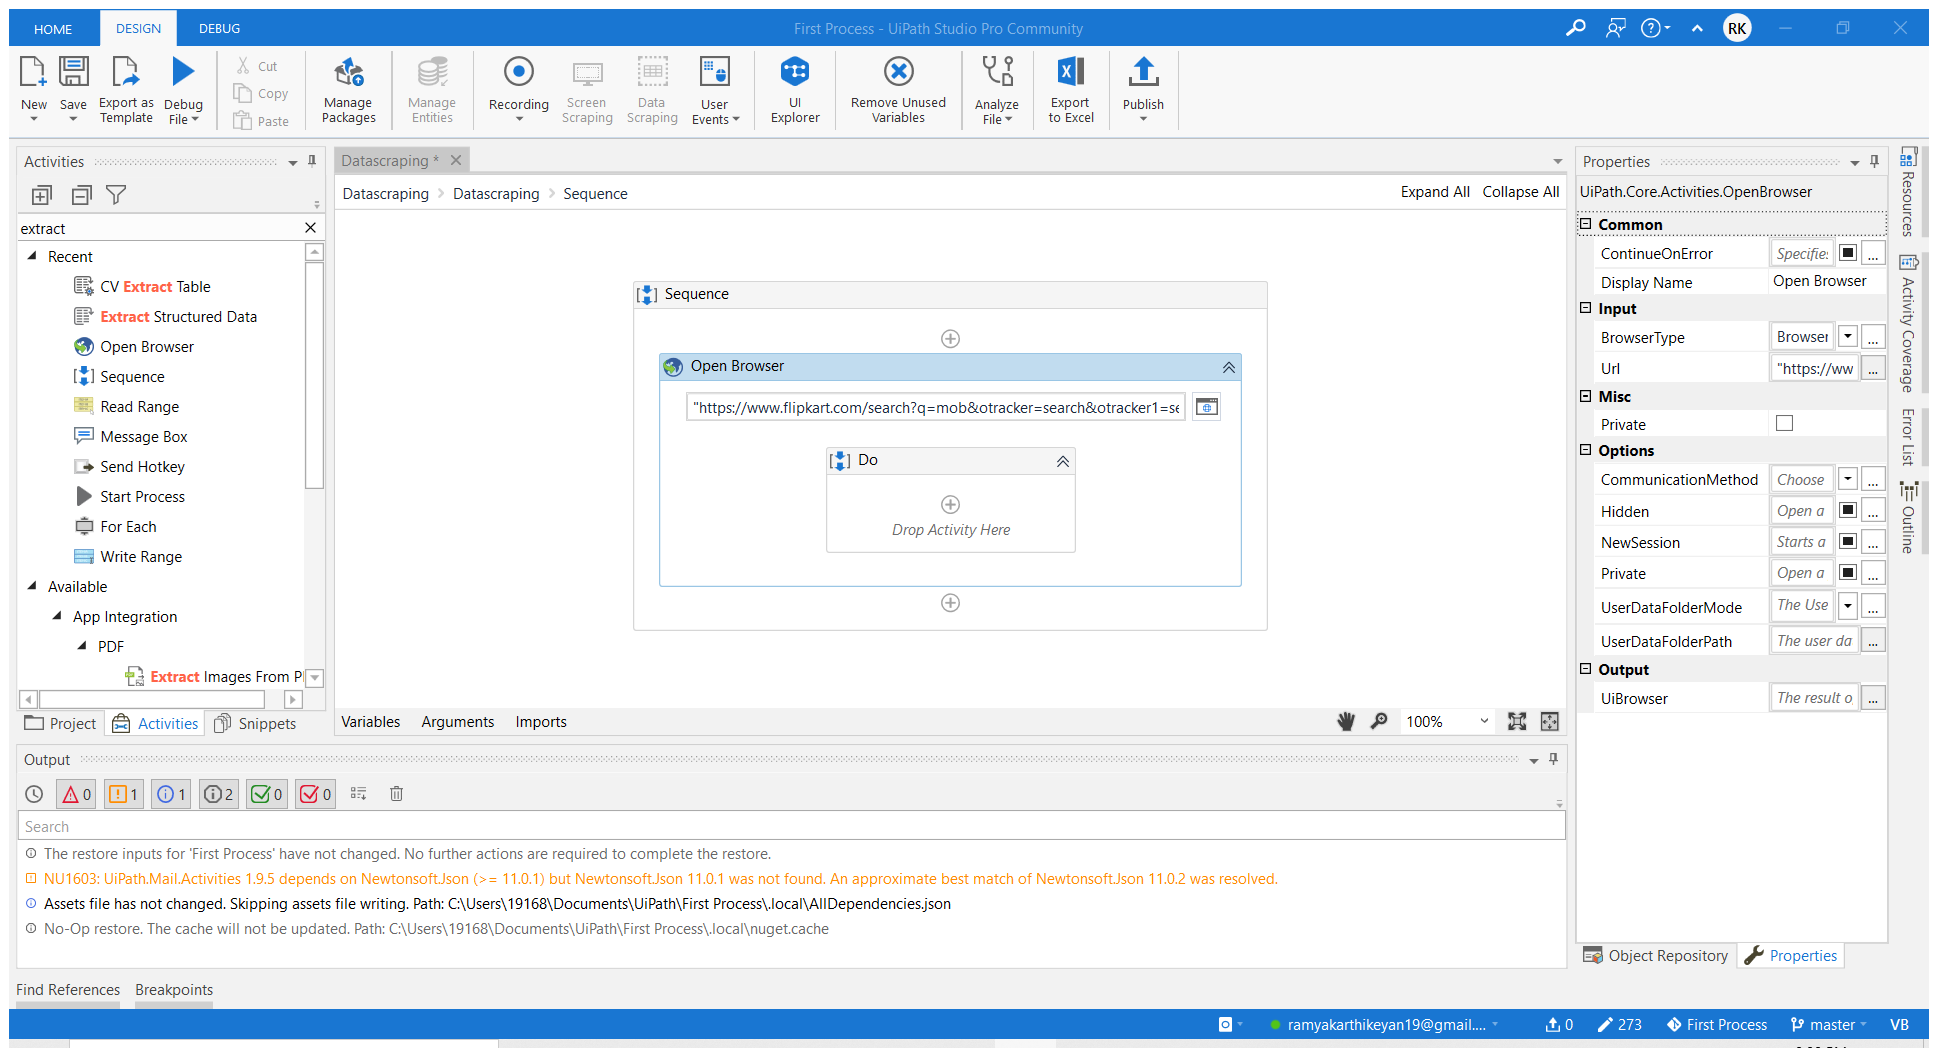 HOME DESIGN DEBUG First Process - UiPath Studio Pro Community RK
New Save Export as Template Debug File Cut Copy Paste Manage Packages Manage Entities Recording Screen Scraping Data Scraping User Events UI Explorer Remove Unused Variables Analyze File Export to Excel Publish
Activities
extract
Recent
CV Extract Table
Extract Structured Data
Open Browser
Sequence
Read Range
Message Box
Send Hotkey
Start Process
For Each
Write Range
Available
App Integration
PDF
Extract Images From P
Project Activities Snippets
Datascraping *
Datascraping Datascraping Sequence Expand All Collapse All
Sequence
Open Browser
"https://www.flipkart.com/search?q=mob&otracker=search&otracker1=se
Do
Drop Activity Here
Variables Arguments Imports 100%
Properties
UiPath.Core.Activities.OpenBrowser
Common
ContinueOnError Specifies ...
Display Name Open Browser
Input
BrowserType Browser ...
Url "https://ww ...
Misc
Private
Options
CommunicationMethod Choose ...
Hidden Open a ...
NewSession Starts a ...
Private Open a ...
UserDataFolderMode The Use ...
UserDataFolderPath The user da ...
Output
UiBrowser The result o ...
Object Repository Properties
Resources
Activity Coverage
Error List
Outline
Output
0 1 1 2 0 0
Search
The restore inputs for 'First Process' have not changed. No further actions are required to complete the restore.
NU1603: UiPath.Mail.Activities 1.9.5 depends on Newtonsoft.Json (>= 11.0.1) but Newtonsoft.Json 11.0.1 was not found. An approximate best match of Newtonsoft.Json 11.0.2 was resolved.
Assets file has not changed. Skipping assets file writing. Path: C:\Users\19168\Documents\UiPath\First Process\.local\AllDependencies.json
No-Op restore. The cache will not be updated. Path: C:\Users\19168\Documents\UiPath\First Process\.local\nuget.cache
Find References Breakpoints
ramyakarthikeyan19@gmail.... 0 273 First Process master VB